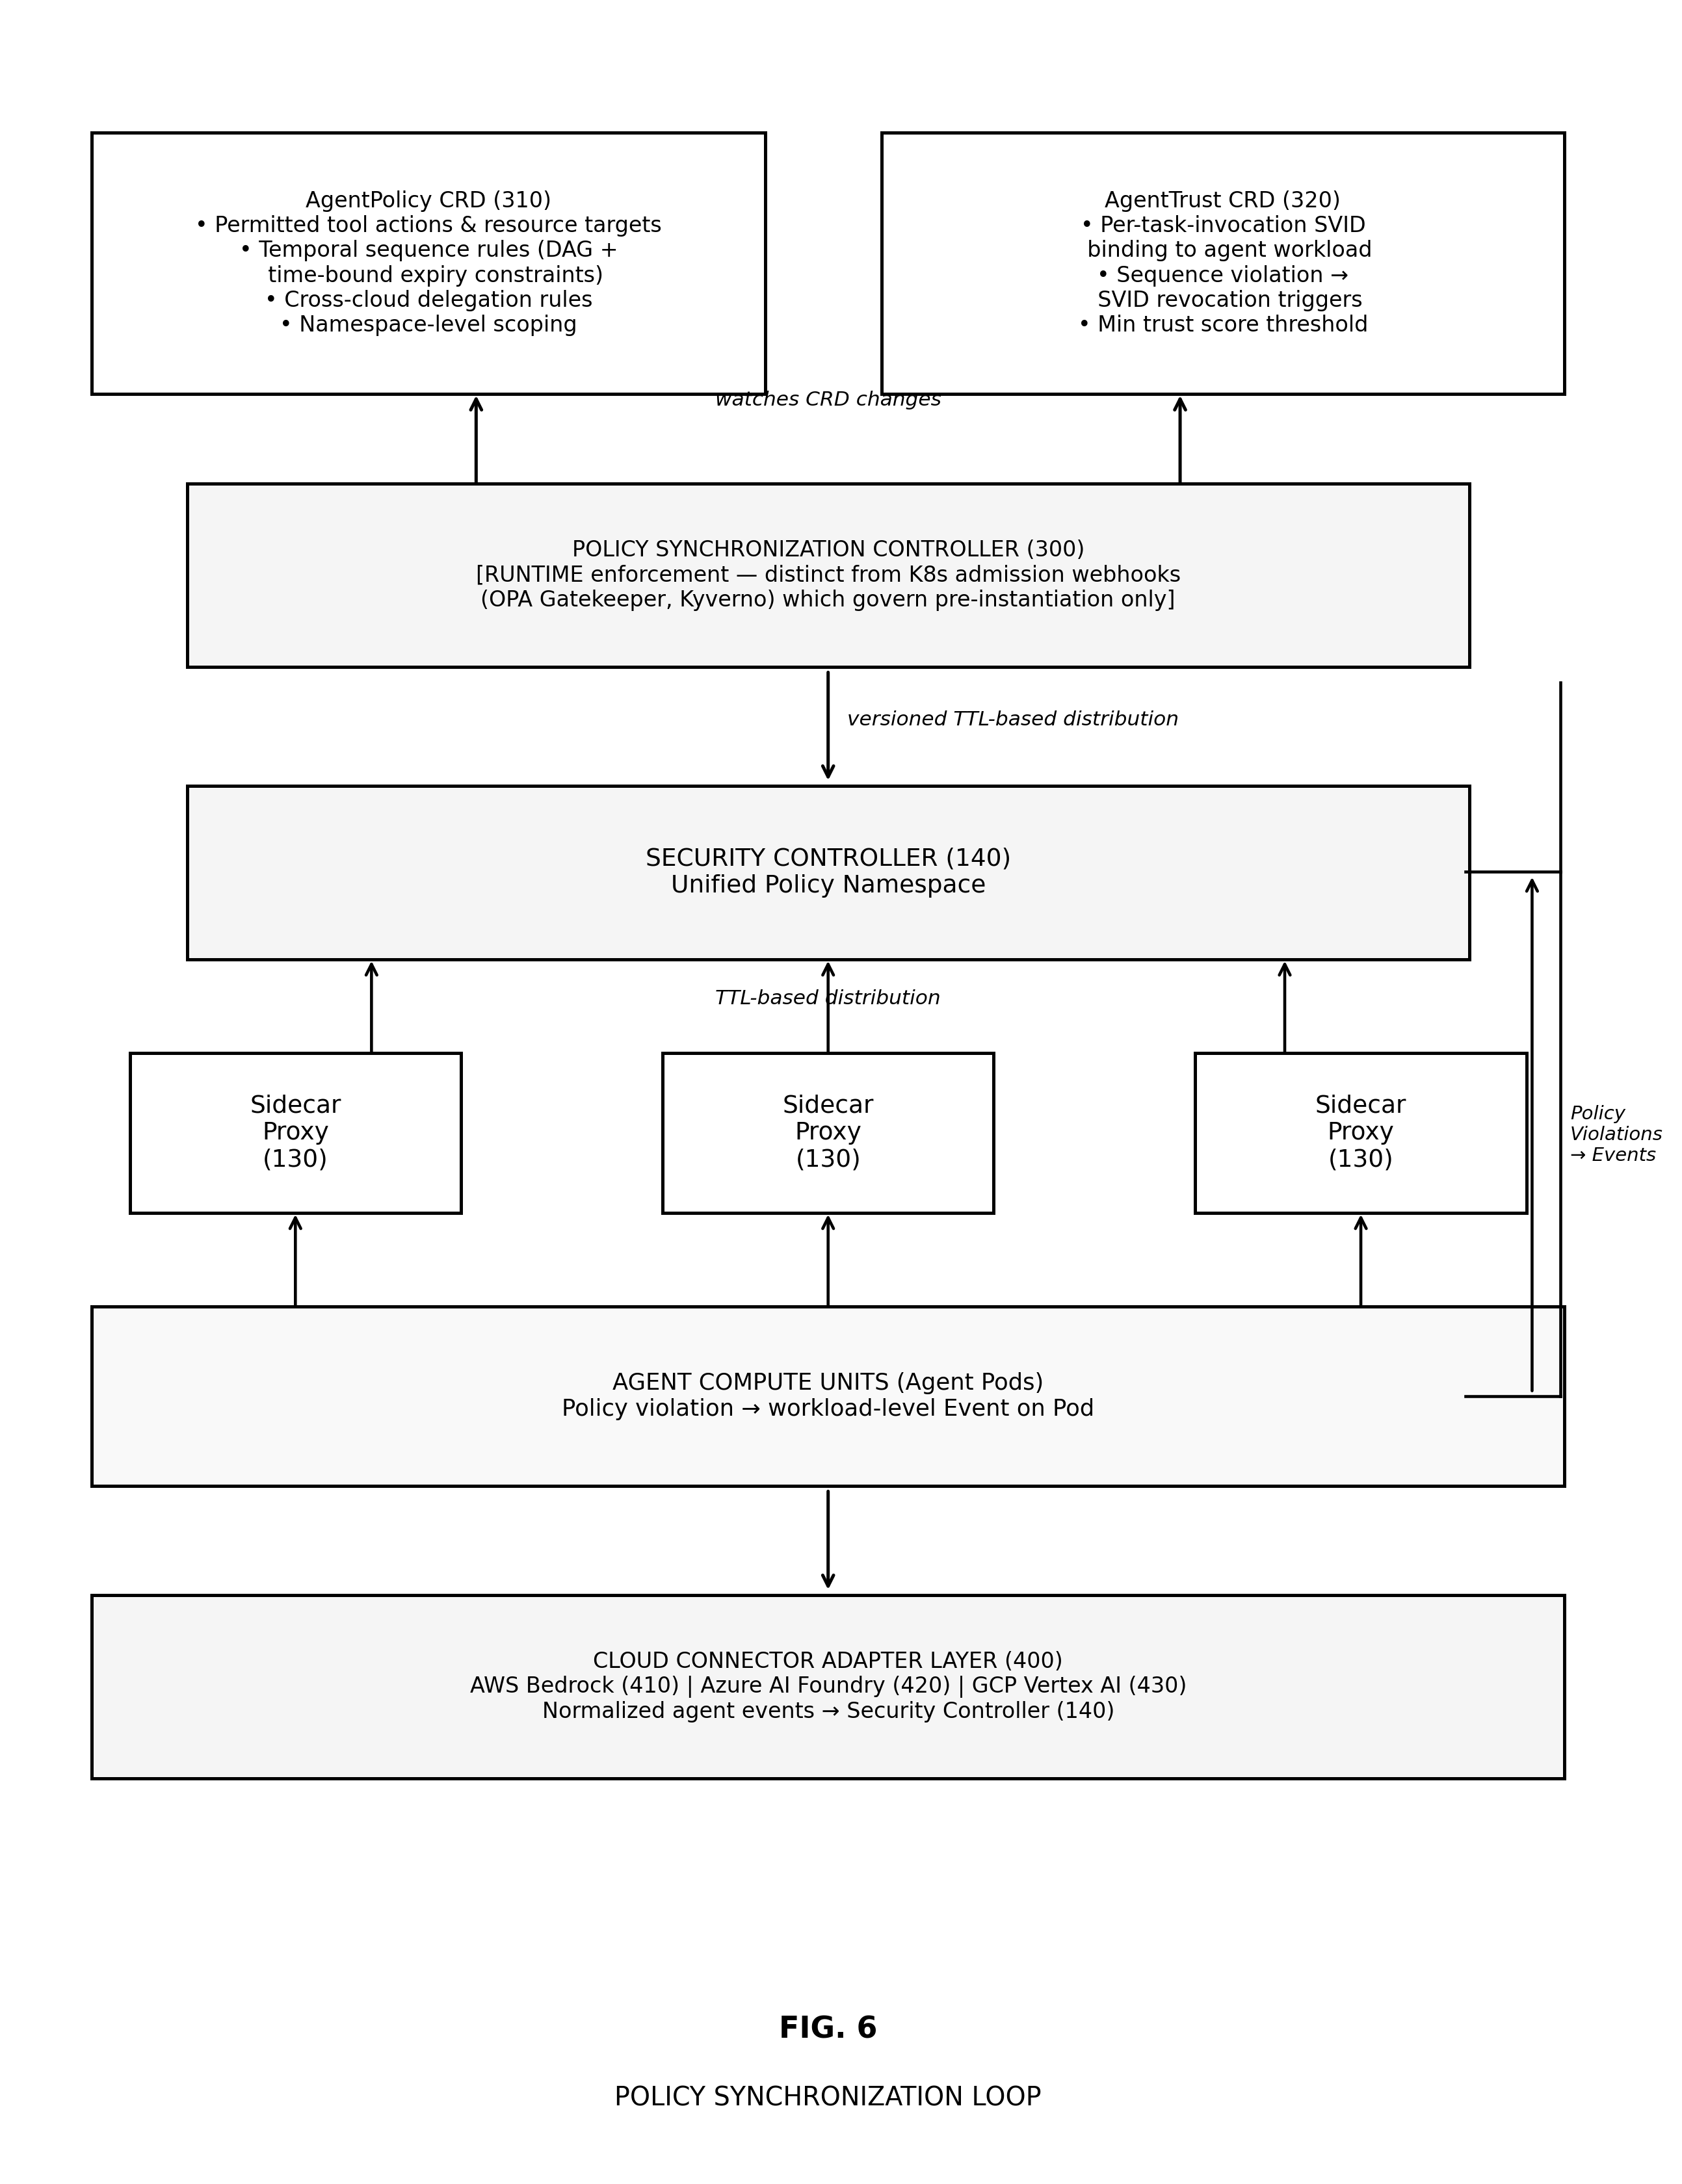 AgentPolicy CRD (310)
• Permitted tool actions & resource targets
• Temporal sequence rules (DAG +
time-bound expiry constraints)
• Cross-cloud delegation rules
• Namespace-level scoping
AgentTrust CRD (320)
• Per-task-invocation SVID
binding to agent workload
• Sequence violation →
SVID revocation triggers
• Min trust score threshold
watches CRD changes
POLICY SYNCHRONIZATION CONTROLLER (300)
[RUNTIME enforcement — distinct from K8s admission webhooks
(OPA Gatekeeper, Kyverno) which govern pre-instantiation only]
versioned TTL-based distribution
SECURITY CONTROLLER (140)
Unified Policy Namespace
TTL-based distribution
Sidecar
Proxy
(130)
Sidecar
Proxy
(130)
Sidecar
Proxy
(130)
Policy
Violations
→ Events
AGENT COMPUTE UNITS (Agent Pods)
Policy violation → workload-level Event on Pod
CLOUD CONNECTOR ADAPTER LAYER (400)
AWS Bedrock (410) | Azure AI Foundry (420) | GCP Vertex AI (430)
Normalized agent events → Security Controller (140)
FIG. 6
POLICY SYNCHRONIZATION LOOP